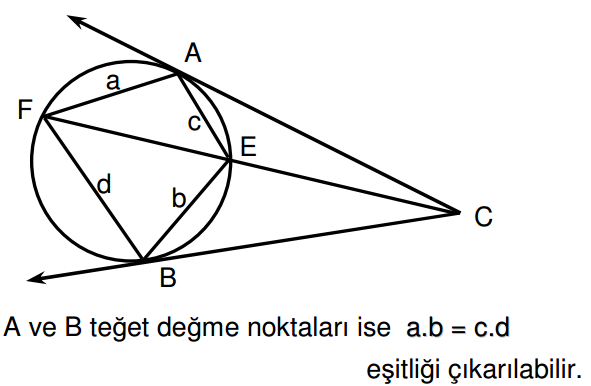 A
a
F
c
E
d
b
C
B
A ve B teğet değme noktaları ise a.b = c.d
eşitliği çıkarılabilir.